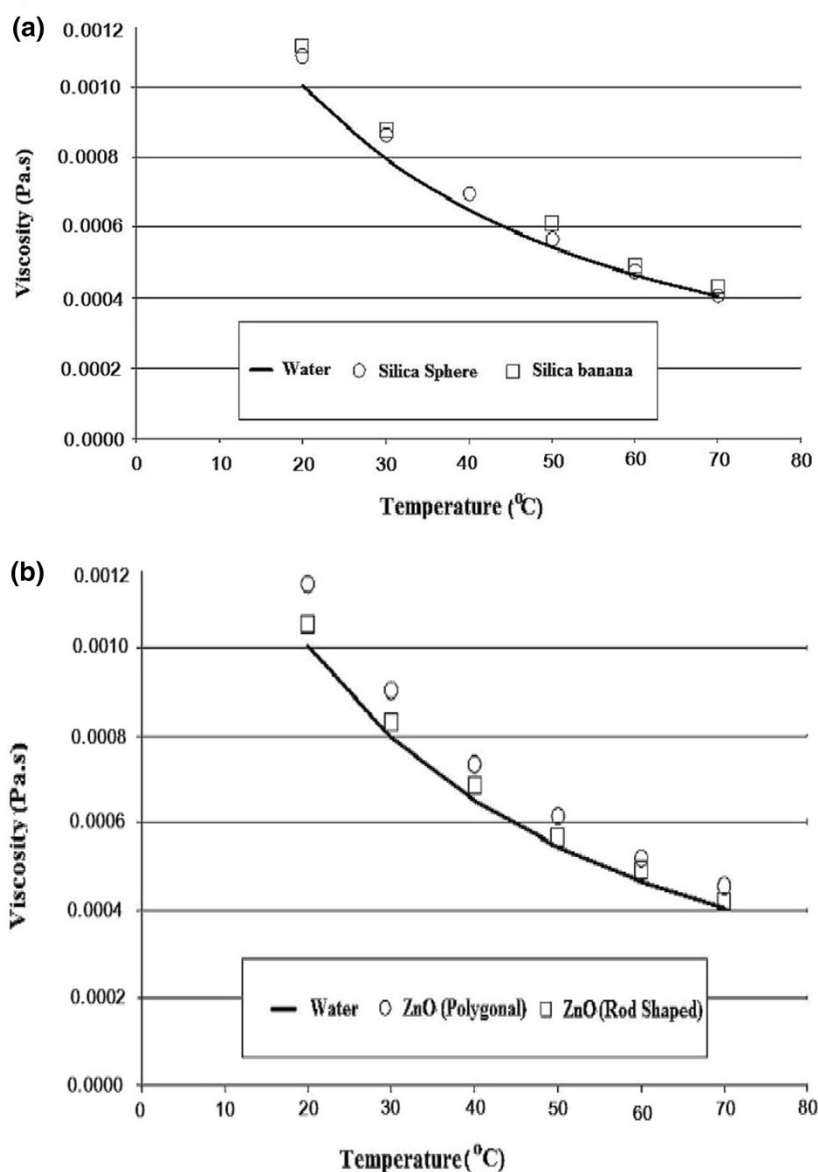 (a)
0.0012
0.0010
0.0008
0.0006
0.0004
0.0002
0.0000
Viscosity (Pa.s)
Water Silica Sphere Silica banana
0 10 20 30 40 50 60 70 80
Temperature (⁰C)
(b)
0.0012
0.0010
0.0008
0.0006
0.0004
0.0002
0.0000
Viscosity (Pa.s)
Water ZnO (Polygonal) ZnO (Rod Shaped)
0 10 20 30 40 50 60 70 80
Temperature (⁰C)